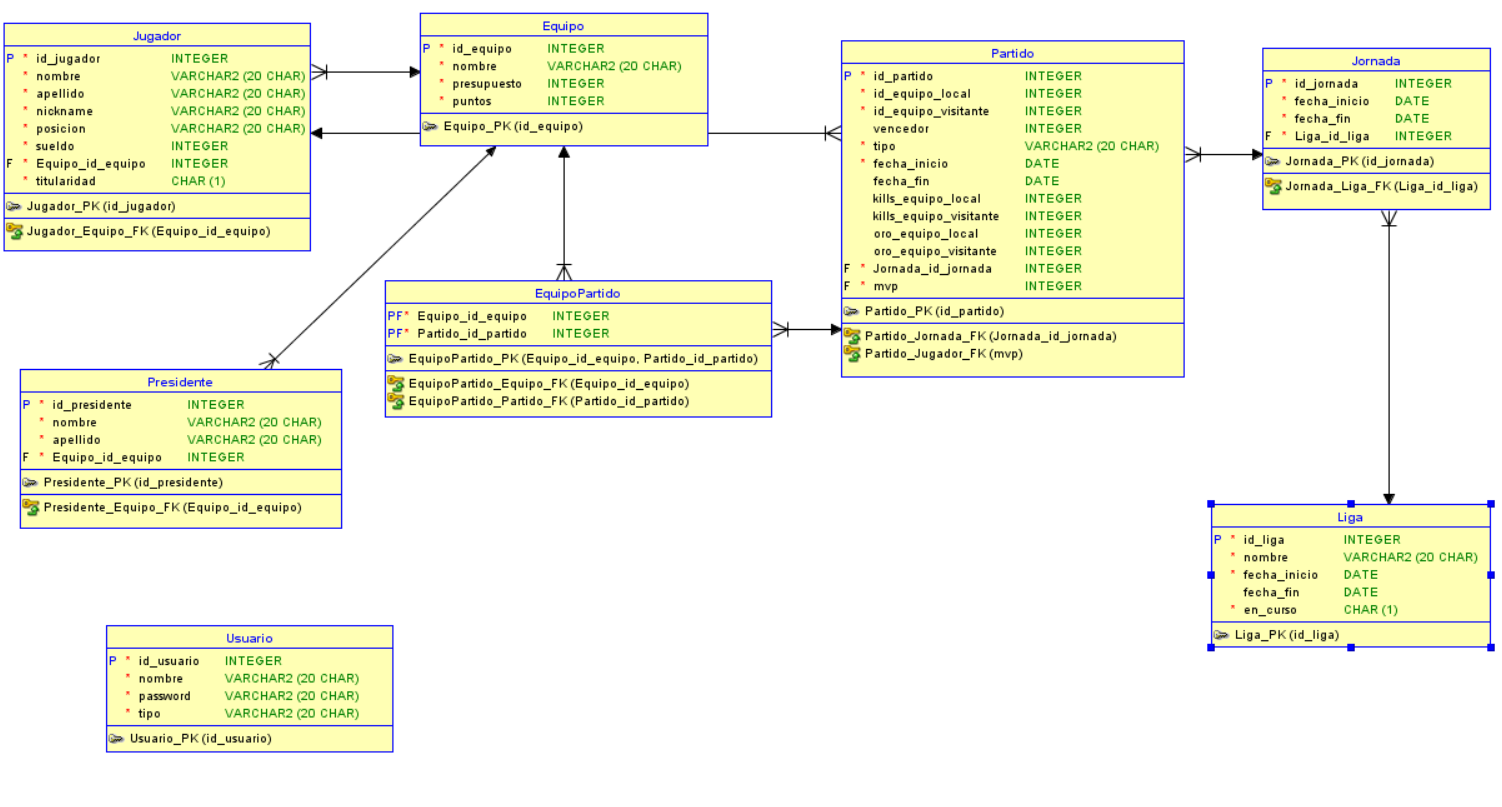 Jugador
P * id_jugador INTEGER
* nombre VARCHAR2 (20 CHAR)
* apellido VARCHAR2 (20 CHAR)
* nickname VARCHAR2 (20 CHAR)
* posicion VARCHAR2 (20 CHAR)
* sueldo INTEGER
F * Equipo_id_equipo INTEGER
* titularidad CHAR (1)
Jugador_PK (id_jugador)
Jugador_Equipo_FK (Equipo_id_equipo)
Equipo
P * id_equipo INTEGER
* nombre VARCHAR2 (20 CHAR)
* presupuesto INTEGER
* puntos INTEGER
Equipo_PK (id_equipo)
Partido
P * id_partido INTEGER
* id_equipo_local INTEGER
* id_equipo_visitante INTEGER
vencedor INTEGER
* tipo VARCHAR2 (20 CHAR)
* fecha_inicio DATE
fecha_fin DATE
kills_equipo_local INTEGER
kills_equipo_visitante INTEGER
oro_equipo_local INTEGER
oro_equipo_visitante INTEGER
F * Jornada_id_jornada INTEGER
F * mvp INTEGER
Partido_PK (id_partido)
Partido_Jornada_FK (Jornada_id_jornada)
Partido_Jugador_FK (mvp)
Jornada
P * id_jornada INTEGER
* fecha_inicio DATE
* fecha_fin DATE
F * Liga_id_liga INTEGER
Jornada_PK (id_jornada)
Jornada_Liga_FK (Liga_id_liga)
EquipoPartido
PF* Equipo_id_equipo INTEGER
PF* Partido_id_partido INTEGER
EquipoPartido_PK (Equipo_id_equipo, Partido_id_partido)
EquipoPartido_Equipo_FK (Equipo_id_equipo)
EquipoPartido_Partido_FK (Partido_id_partido)
Presidente
P * id_presidente INTEGER
* nombre VARCHAR2 (20 CHAR)
* apellido VARCHAR2 (20 CHAR)
F * Equipo_id_equipo INTEGER
Presidente_PK (id_presidente)
Presidente_Equipo_FK (Equipo_id_equipo)
Liga
P * id_liga INTEGER
* nombre VARCHAR2 (20 CHAR)
* fecha_inicio DATE
fecha_fin DATE
* en_curso CHAR (1)
Liga_PK (id_liga)
Usuario
P * id_usuario INTEGER
* nombre VARCHAR2 (20 CHAR)
* password VARCHAR2 (20 CHAR)
* tipo VARCHAR2 (20 CHAR)
Usuario_PK (id_usuario)